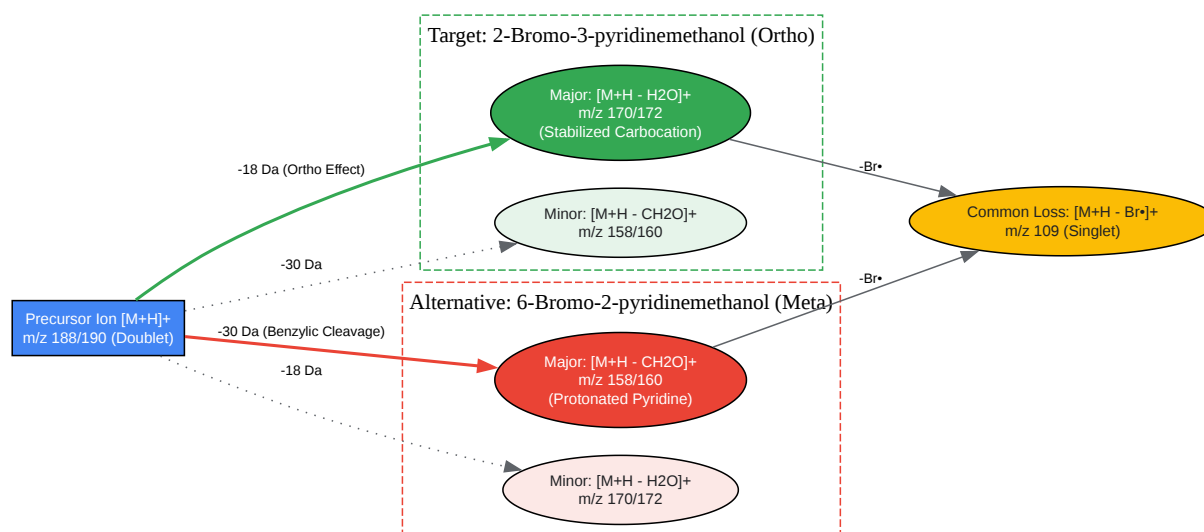 Target: 2-Bromo-3-pyridinemethanol (Ortho)
Major: [M+H - H2O]+
m/z 170/172
(Stabilized Carbocation)
-18 Da (Ortho Effect)
-Br•
Minor: [M+H - CH2O]+
m/z 158/160
Common Loss: [M+H - Br•]+
m/z 109 (Singlet)
-30 Da
Precursor Ion [M+H]+
m/z 188/190 (Doublet)
Alternative: 6-Bromo-2-pyridinemethanol (Meta)
-Br•
-30 Da (Benzylic Cleavage)
Major: [M+H - CH2O]+
m/z 158/160
(Protonated Pyridine)
-18 Da
Minor: [M+H - H2O]+
m/z 170/172